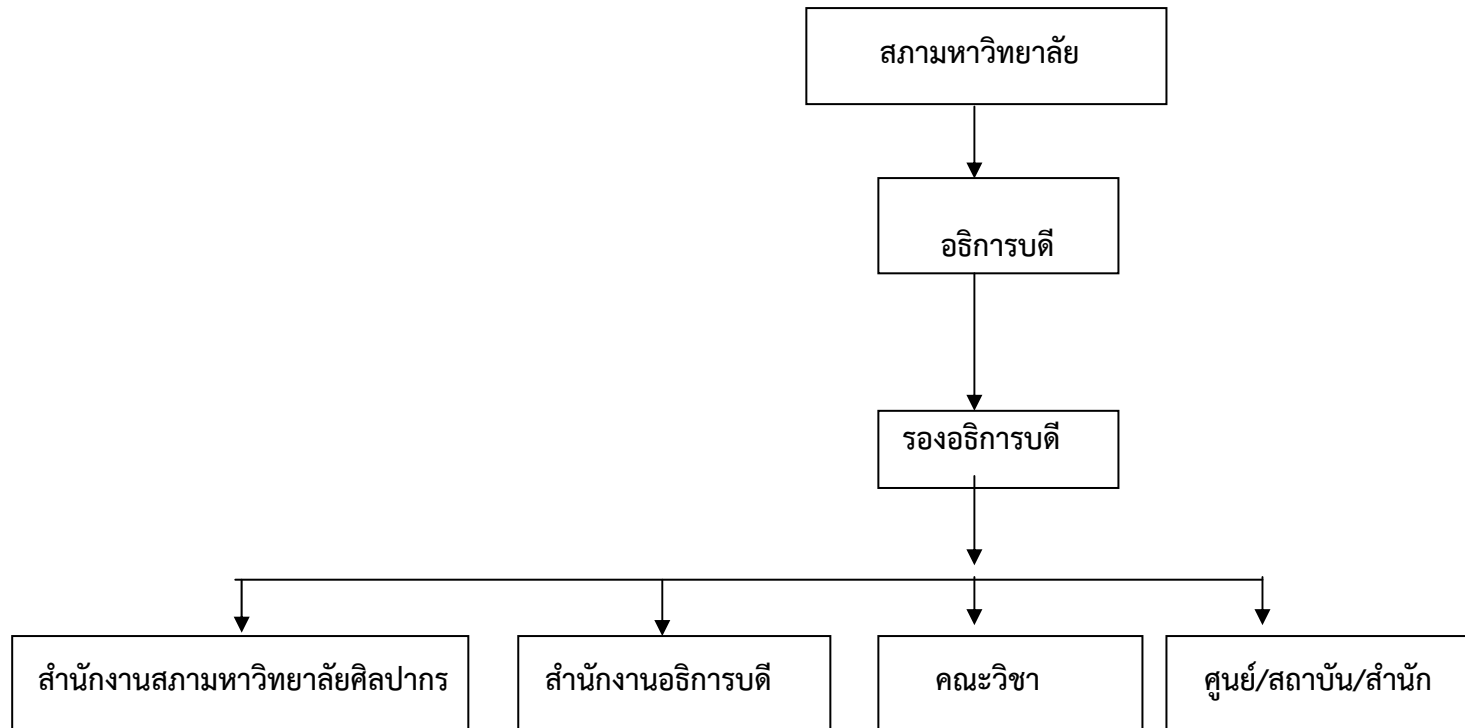 สภามหาวิทยาลัย
อธิการบดี
รองอธิการบดี
สำนักงานสภามหาวิทยาลัยศิลปากร
สำนักงานอธิการบดี
คณะวิชา
ศูนย์/สถาบัน/สำนัก